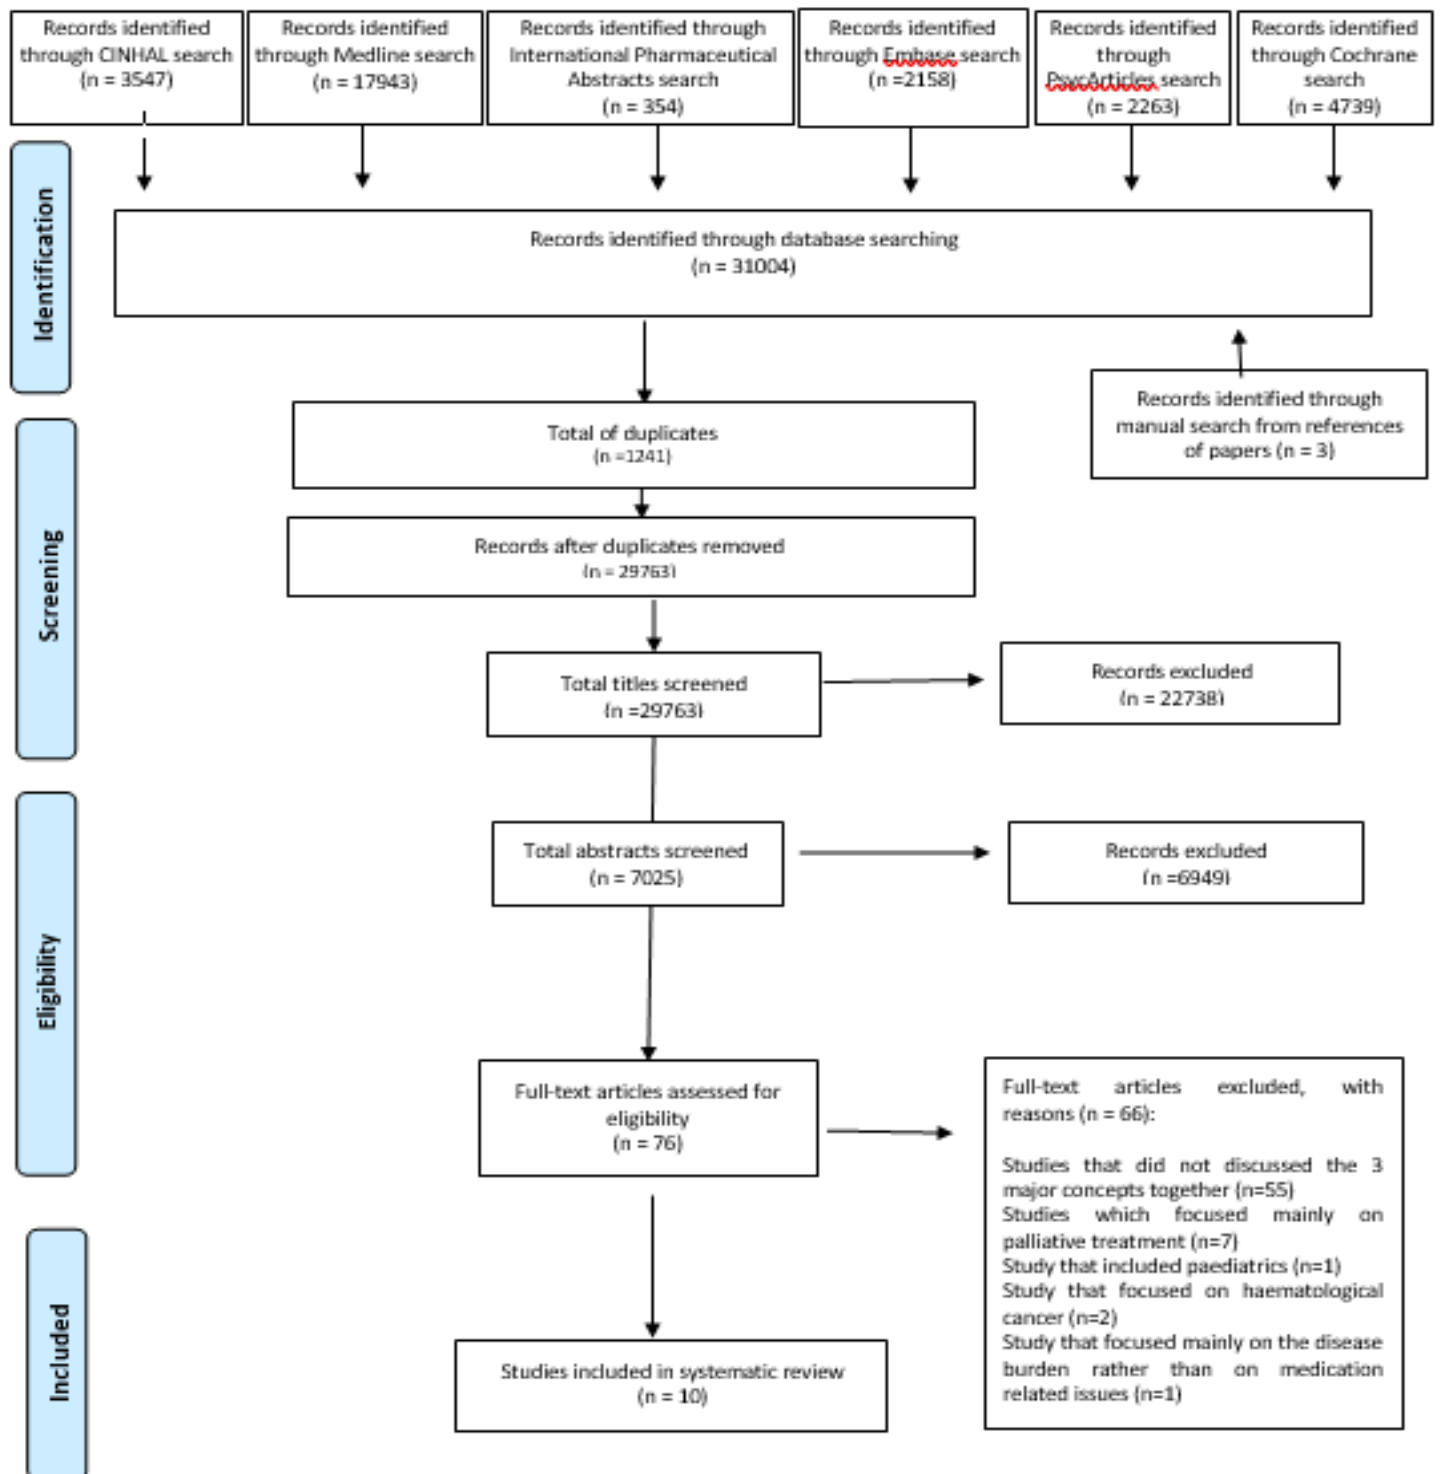 Records identified
through CINHAL search
(n = 3547)
Records identified
through Medline search
(n = 17943)
Records identified through
International Pharmaceutical
Abstracts search
(n = 354)
Records identified
through Embase search
(n =2158)
Records identified
through
PsycArticles search
(n = 2263)
Records identified
through Cochrane
search
(n = 4739)
Identification
Records identified through database searching
(n = 31004)
Records identified through
manual search from references
of papers (n = 3)
Screening
Total of duplicates
(n =1241)
Records after duplicates removed
(n = 29763)
Total titles screened
(n =29763)
Records excluded
(n = 22738)
Eligibility
Total abstracts screened
(n = 7025)
Records excluded
(n =6949)
Full-text articles assessed for
eligibility
(n = 76)
Full-text articles excluded, with
reasons (n = 66):
Studies that did not discussed the 3
major concepts together (n=55)
Studies which focused mainly on
palliative treatment (n=7)
Study that included paediatrics (n=1)
Study that focused on haematological
cancer (n=2)
Study that focused mainly on the disease
burden rather than on medication
related issues (n=1)
Included
Studies included in systematic review
(n = 10)